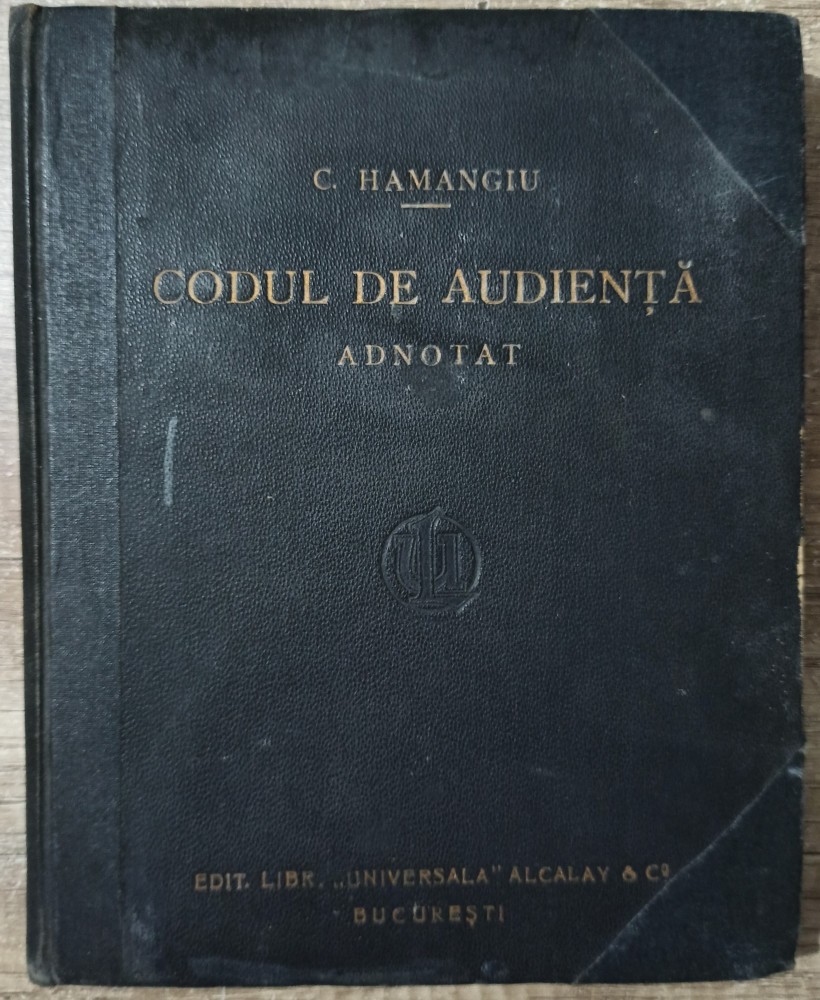 C. HAMANGIU
CODUL DE AUDIENȚĂ
ADNOTAT
EDIT. LIBR. „UNIVERSALA" ALCALAY & Cº
BUCUREȘTI